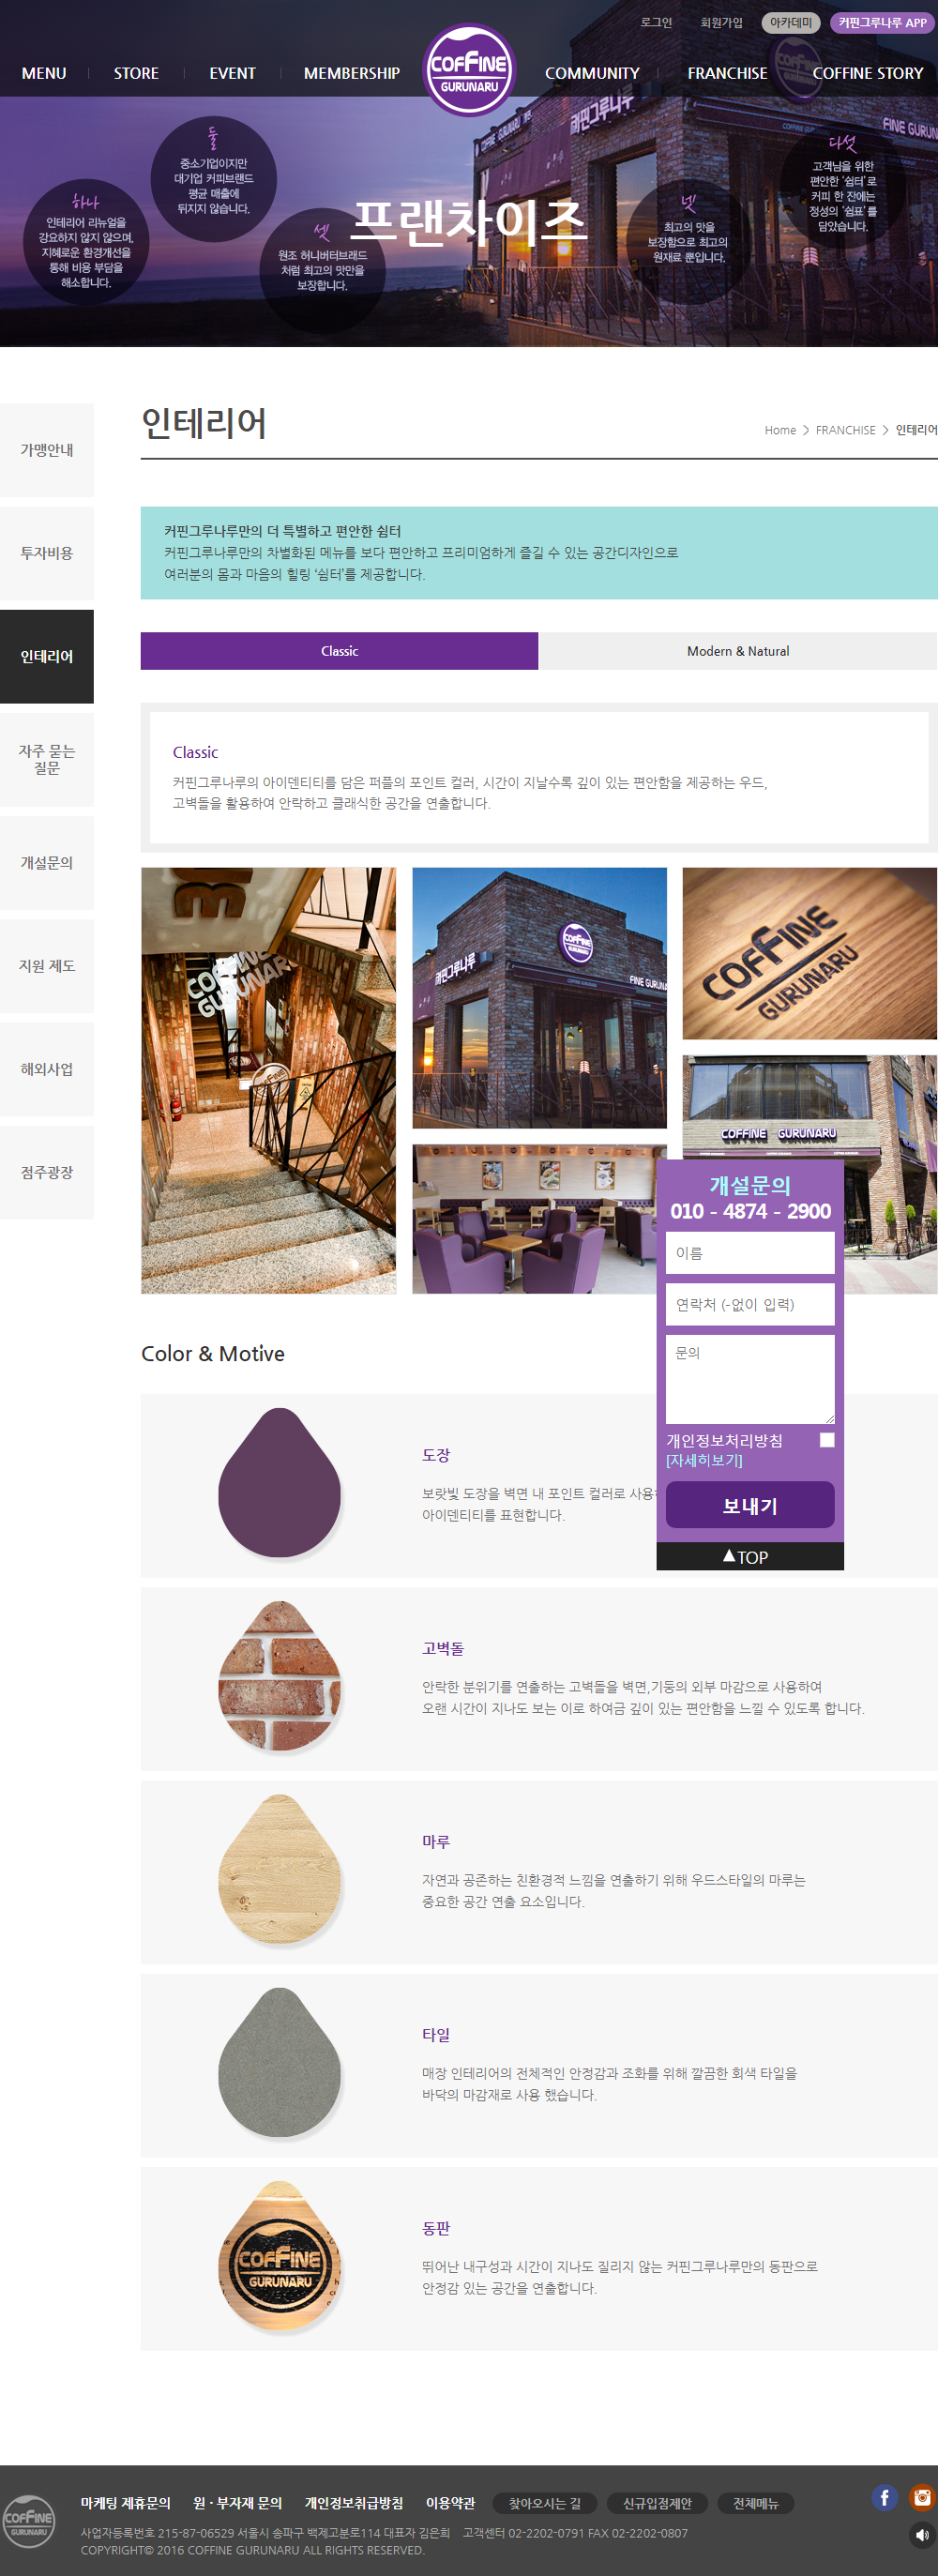 로그인
회원가입
아카데미
커핀그루나루 APP
MENU
STORE
EVENT
MEMBERSHIP
COFFINE
GURUNARU
COMMUNITY
FRANCHISE
COFFINE STORY
하나
인테리어 리뉴얼을
강요하지 않지 않으며,
지혜로운 환경개선을
통해 비용 부담을
해소합니다.
둘
중소기업이지만
대기업 커피브랜드
평균 매출에
뒤지지 않습니다.
셋
원조 허니버터브래드
처럼 최고의 맛만을
보장합니다.
프랜차이즈
넷
최고의 맛을
보장함으로 최고의
원재료 뿐입니다.
다섯
고객님을 위한
편안한 '쉼터'로
커피 한 잔에는
정성의 '쉼표'를
담았습니다.
커핀그루나루
FINE GURUNARU
가맹안내
투자비용
인테리어
자주 묻는
질문
개설문의
지원 제도
해외사업
점주광장
인테리어
Home > FRANCHISE > 인테리어
커핀그루나루만의 더 특별하고 편안한 쉼터
커핀그루나루만의 차별화된 메뉴를 보다 편안하고 프리미엄하게 즐길 수 있는 공간디자인으로
여러분의 몸과 마음의 힐링 ‘쉼터’를 제공합니다.
Classic
Modern & Natural
Classic
커핀그루나루의 아이덴티티를 담은 퍼플의 포인트 컬러, 시간이 지날수록 깊이 있는 편안함을 제공하는 우드,
고벽돌을 활용하여 안락하고 클래식한 공간을 연출합니다.
COFFINE
GURUNARU
커핀그루나루
COFFINE
FINE GURUNA
COFFINE
GURUNARU
COFFINE GURUNARU
개설문의
010 - 4874 - 2900
이름
연락처 (-없이 입력)
문의
개인정보처리방침
[자세히보기]
보내기
▲TOP
Color & Motive
도장
보랏빛 도장을 벽면 내 포인트 컬러로 사용
아이덴티티를 표현합니다.
고벽돌
안락한 분위기를 연출하는 고벽돌을 벽면,기둥의 외부 마감으로 사용하여
오랜 시간이 지나도 보는 이로 하여금 깊이 있는 편안함을 느낄 수 있도록 합니다.
마루
자연과 공존하는 친환경적 느낌을 연출하기 위해 우드스타일의 마루는
중요한 공간 연출 요소입니다.
타일
매장 인테리어의 전체적인 안정감과 조화를 위해 깔끔한 회색 타일을
바닥의 마감재로 사용 했습니다.
COFFINE
GURUNARU
동판
뛰어난 내구성과 시간이 지나도 질리지 않는 커핀그루나루만의 동판으로
안정감 있는 공간을 연출합니다.
COFFINE
GURUNARU
마케팅 제휴문의
원 · 부자재 문의
개인정보취급방침
이용약관
찾아오시는 길
신규입점제안
전체메뉴
사업자등록번호 215-87-06529 서울시 송파구 백제고분로114 대표자 김은희 고객센터 02-2202-0791 FAX 02-2202-0807
COPYRIGHT© 2016 COFFINE GURUNARU ALL RIGHTS RESERVED.